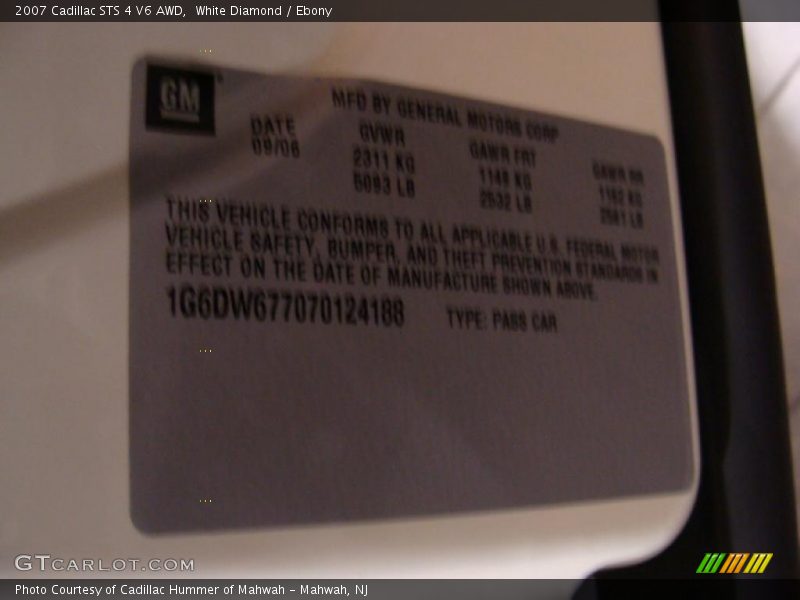 2007 Cadillac STS 4 V6 AWD,  White Diamond / Ebony
GM
MFD BY GENERAL MOTORS CORP
DATE GVWR GAWR FRT GAWR RR
09/06 2311 KG 1149 KG 1162 KG
5093 LB 2532 LB 2561 LB
THIS VEHICLE CONFORMS TO ALL APPLICABLE U.S. FEDERAL MOTOR
VEHICLE SAFETY, BUMPER, AND THEFT PREVENTION STANDARDS IN
EFFECT ON THE DATE OF MANUFACTURE SHOWN ABOVE.
1G6DW677070124188 TYPE: PASS CAR
GTCARLOT.COM
Photo Courtesy of Cadillac Hummer of Mahwah - Mahwah, NJ